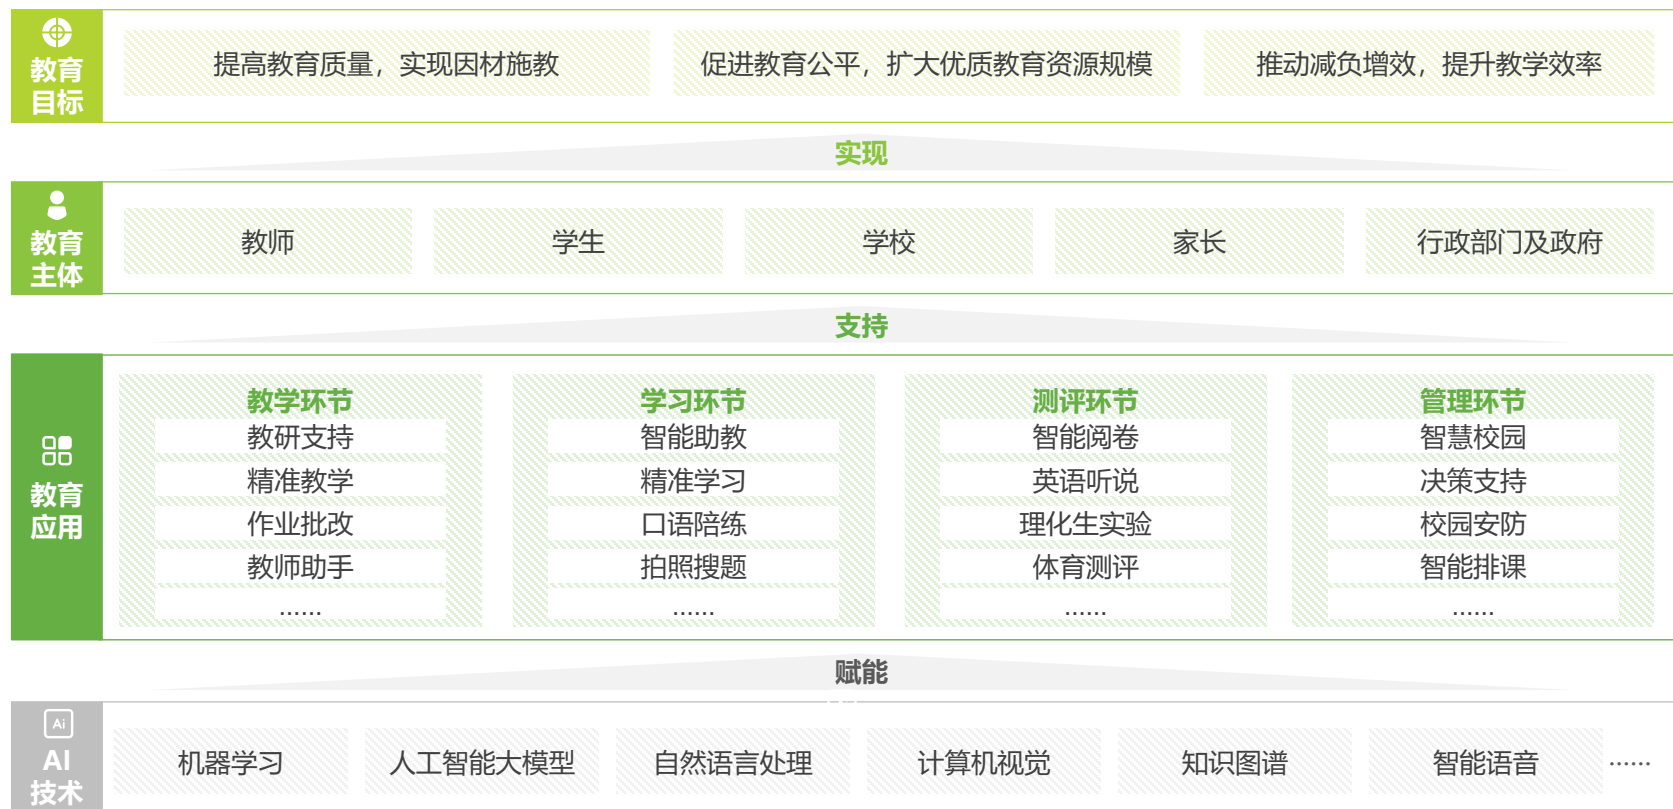 教育
目标
提高教育质量，实现因材施教
促进教育公平，扩大优质教育资源规模
推动减负增效，提升教学效率
实现
教育
主体
教师
学生
学校
家长
行政部门及政府
支持
教育
应用
教学环节
教研支持
精准教学
作业批改
教师助手
……
学习环节
智能助教
精准学习
口语陪练
拍照搜题
……
测评环节
智能阅卷
英语听说
理化生实验
体育测评
……
管理环节
智慧校园
决策支持
校园安防
智能排课
……
赋能
Ai
AI
技术
机器学习
人工智能大模型
自然语言处理
计算机视觉
知识图谱
智能语音
……